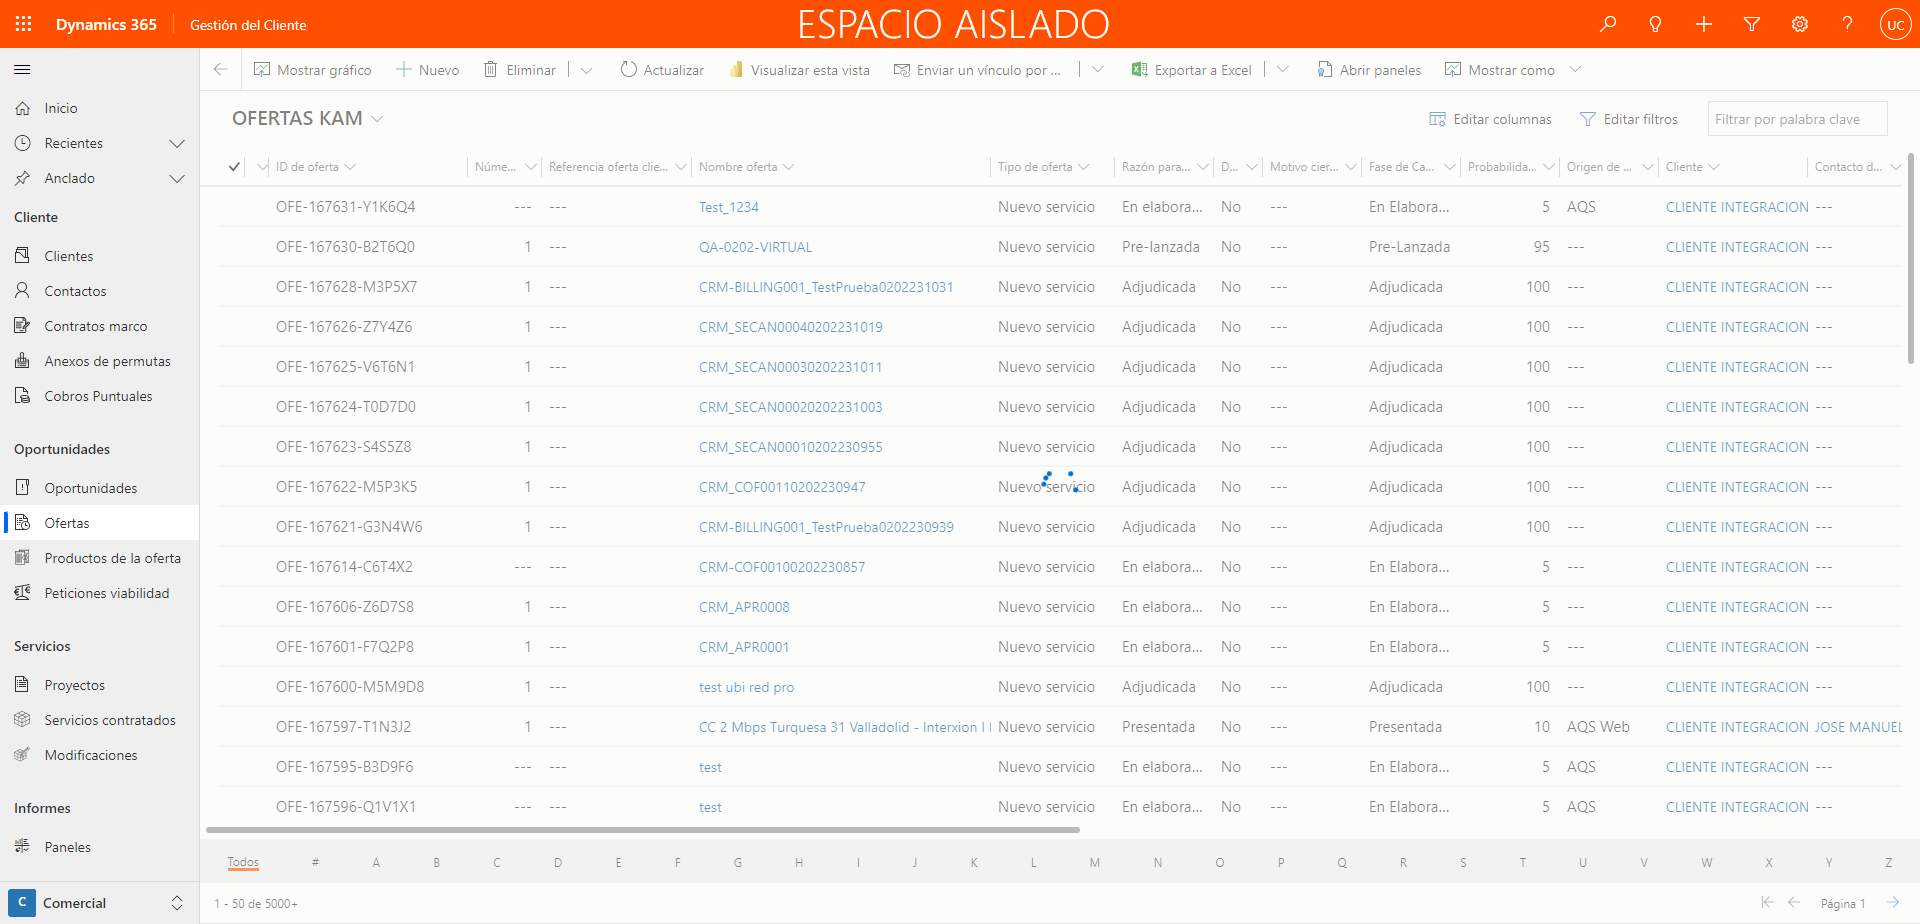 Dynamics 365
Gestión del Cliente
ESPACIO AISLADO
UC
Mostrar gráfico
Nuevo
Eliminar
Actualizar
Visualizar esta vista
Enviar un vínculo por ...
Exportar a Excel
Abrir paneles
Mostrar como
Inicio
Recientes
Anclado
Cliente
Clientes
Contactos
Contratos marco
Anexos de permutas
Cobros Puntuales
Oportunidades
Oportunidades
Ofertas
Productos de la oferta
Peticiones viabilidad
Servicios
Proyectos
Servicios contratados
Modificaciones
Informes
Paneles
C Comercial
OFERTAS KAM
Editar columnas
Editar filtros
Filtrar por palabra clave
ID de oferta Núme... Referencia oferta clie... Nombre oferta Tipo de oferta Razón para... D... Motivo cier... Fase de Ca... Probabilida... Origen de ... Cliente Contacto d...
OFE-167631-Y1K6Q4 --- --- Test_1234 Nuevo servicio En elabora... No --- En Elabora... 5 AQS CLIENTE INTEGRACION ---
OFE-167630-B2T6Q0 1 --- QA-0202-VIRTUAL Nuevo servicio Pre-lanzada No --- Pre-Lanzada 95 --- CLIENTE INTEGRACION ---
OFE-167628-M3P5X7 1 --- CRM-BILLING001_TestPrueba0202231031 Nuevo servicio Adjudicada No --- Adjudicada 100 --- CLIENTE INTEGRACION ---
OFE-167626-Z7Y4Z6 1 --- CRM_SECAN00040202231019 Nuevo servicio Adjudicada No --- Adjudicada 100 --- CLIENTE INTEGRACION ---
OFE-167625-V6T6N1 1 --- CRM_SECAN00030202231011 Nuevo servicio Adjudicada No --- Adjudicada 100 --- CLIENTE INTEGRACION ---
OFE-167624-T0D7D0 1 --- CRM_SECAN00020202231003 Nuevo servicio Adjudicada No --- Adjudicada 100 --- CLIENTE INTEGRACION ---
OFE-167623-S4S5Z8 1 --- CRM_SECAN00010202230955 Nuevo servicio Adjudicada No --- Adjudicada 100 --- CLIENTE INTEGRACION ---
OFE-167622-M5P3K5 1 --- CRM_COF00110202230947 Nuevo servicio Adjudicada No --- Adjudicada 100 --- CLIENTE INTEGRACION ---
OFE-167621-G3N4W6 1 --- CRM-BILLING001_TestPrueba0202230939 Nuevo servicio Adjudicada No --- Adjudicada 100 --- CLIENTE INTEGRACION ---
OFE-167614-C6T4X2 --- --- CRM-COF00100202230857 Nuevo servicio En elabora... No --- En Elabora... 5 --- CLIENTE INTEGRACION ---
OFE-167606-Z6D7S8 1 --- CRM_APR0008 Nuevo servicio En elabora... No --- En Elabora... 5 --- CLIENTE INTEGRACION ---
OFE-167601-F7Q2P8 1 --- CRM_APR0001 Nuevo servicio En elabora... No --- En Elabora... 5 --- CLIENTE INTEGRACION ---
OFE-167600-M5M9D8 1 --- test ubi red pro Nuevo servicio Adjudicada No --- Adjudicada 100 --- CLIENTE INTEGRACION ---
OFE-167597-T1N3J2 1 --- CC 2 Mbps Turquesa 31 Valladolid - Interxion I Nuevo servicio Presentada No --- Presentada 10 AQS Web CLIENTE INTEGRACION JOSE MANUEL
OFE-167595-B3D9F6 --- --- test Nuevo servicio En elabora... No --- En Elabora... 5 AQS CLIENTE INTEGRACION ---
OFE-167596-Q1V1X1 --- --- test Nuevo servicio En elabora... No --- En Elabora... 5 AQS CLIENTE INTEGRACION ---
Todos # A B C D E F G H I J K L M N O P Q R S T U V W X Y Z
1 - 50 de 5000+
Página 1